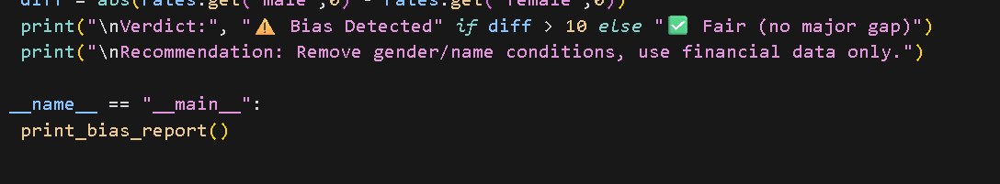 diff = abs(rates.get("male",0) - rates.get("female",0))
print("\nVerdict:", "⚠️ Bias Detected" if diff > 10 else "✅ Fair (no major gap)")
print("\nRecommendation: Remove gender/name conditions, use financial data only.")
__name__ == "__main__":
print_bias_report()